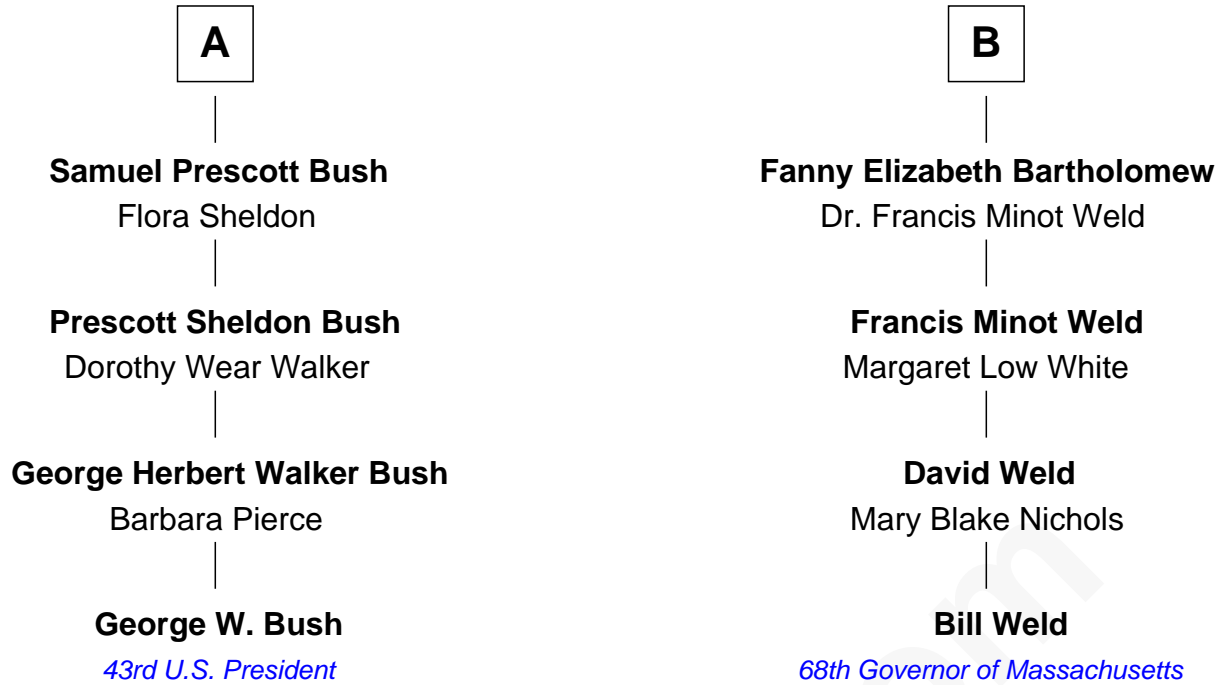 A
Samuel Prescott Bush
Flora Sheldon
Prescott Sheldon Bush
Dorothy Wear Walker
George Herbert Walker Bush
Barbara Pierce
George W. Bush
43rd U.S. President
B
Fanny Elizabeth Bartholomew
Dr. Francis Minot Weld
Francis Minot Weld
Margaret Low White
David Weld
Mary Blake Nichols
Bill Weld
68th Governor of Massachusetts